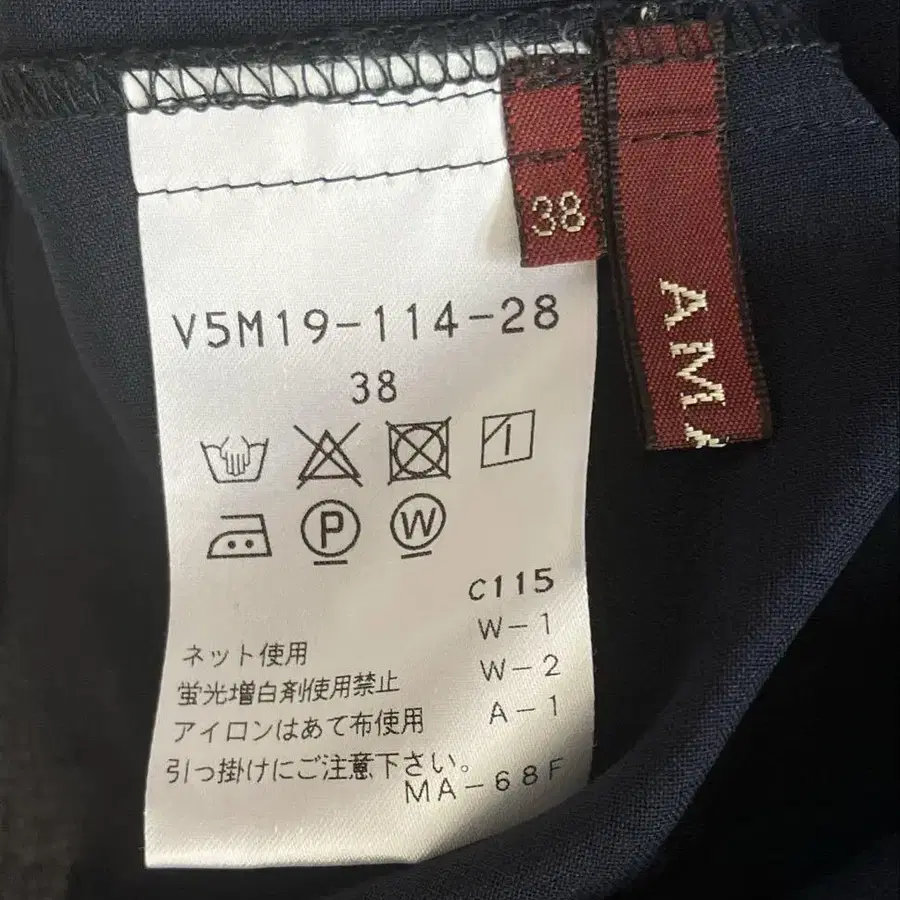 38
AMA
V5M19-114-28
38
P W
C115
W-1
ネット使用 W-2
蛍光増白剤使用禁止 A-1
アイロンはあて布使用
引っ掛けにご注意下さい。
MA-68F